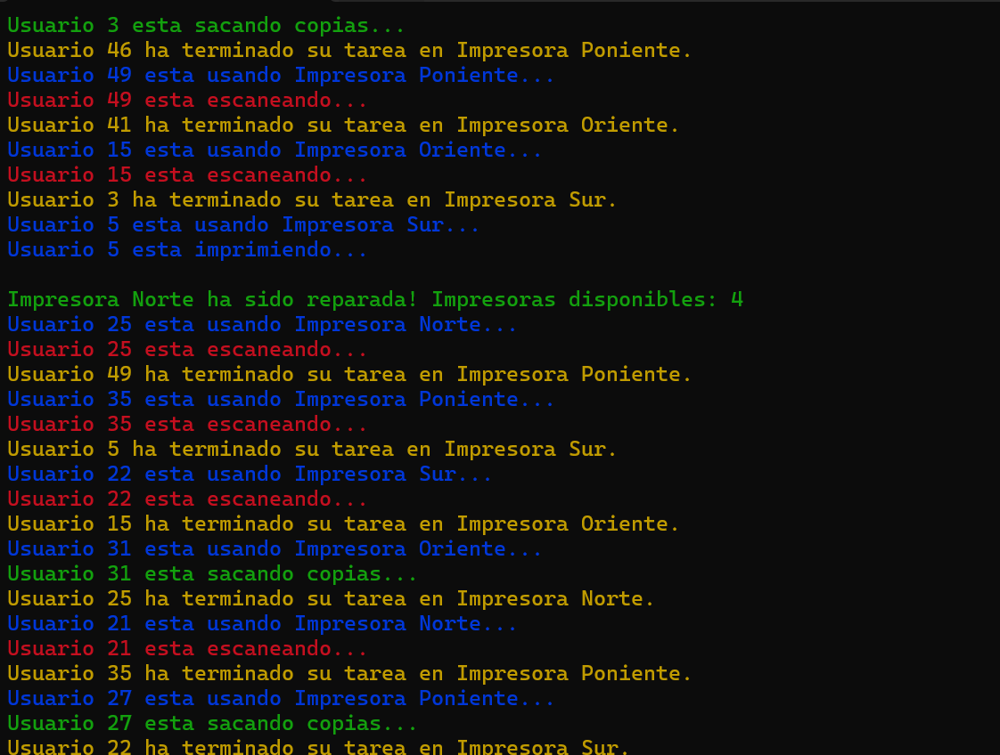 Usuario 3 esta sacando copias...
Usuario 46 ha terminado su tarea en Impresora Poniente.
Usuario 49 esta usando Impresora Poniente...
Usuario 49 esta escaneando...
Usuario 41 ha terminado su tarea en Impresora Oriente.
Usuario 15 esta usando Impresora Oriente...
Usuario 15 esta escaneando...
Usuario 3 ha terminado su tarea en Impresora Sur.
Usuario 5 esta usando Impresora Sur...
Usuario 5 esta imprimiendo...
Impresora Norte ha sido reparada! Impresoras disponibles: 4
Usuario 25 esta usando Impresora Norte...
Usuario 25 esta escaneando...
Usuario 49 ha terminado su tarea en Impresora Poniente.
Usuario 35 esta usando Impresora Poniente...
Usuario 35 esta escaneando...
Usuario 5 ha terminado su tarea en Impresora Sur.
Usuario 22 esta usando Impresora Sur...
Usuario 22 esta escaneando...
Usuario 15 ha terminado su tarea en Impresora Oriente.
Usuario 31 esta usando Impresora Oriente...
Usuario 31 esta sacando copias...
Usuario 25 ha terminado su tarea en Impresora Norte.
Usuario 21 esta usando Impresora Norte...
Usuario 21 esta escaneando...
Usuario 35 ha terminado su tarea en Impresora Poniente.
Usuario 27 esta usando Impresora Poniente...
Usuario 27 esta sacando copias...
Usuario 22 ha terminado su tarea en Impresora Sur.